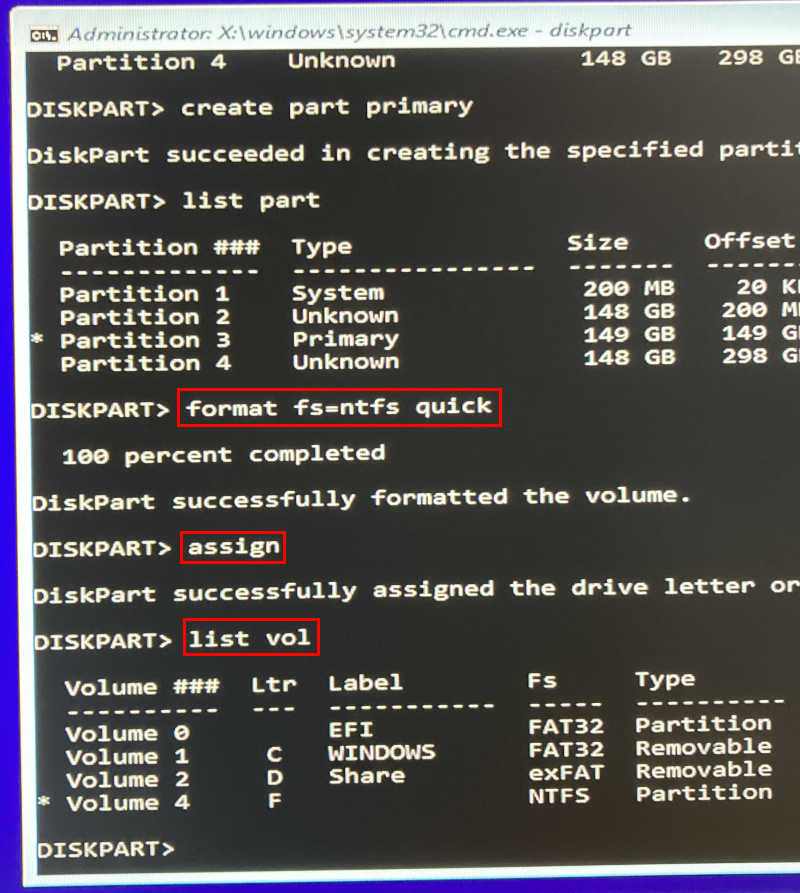 Administrator: X:\windows\system32\cmd.exe - diskpart
Partition 4 Unknown 148 GB 298
DISKPART> create part primary
DiskPart succeeded in creating the specified
DISKPART> list part
Partition ### Type Size Offset
------------- ---------------- ------- -------
Partition 1 System 200 MB 20
Partition 2 Unknown 148 GB 200
* Partition 3 Primary 149 GB 149
Partition 4 Unknown 148 GB 298
DISKPART> format fs=ntfs quick
100 percent completed
DiskPart successfully formatted the volume.
DISKPART> assign
DiskPart successfully assigned the drive letter or
DISKPART> list vol
Volume ### Ltr Label Fs Type
---------- --- ----------- ----- ----------
Volume 0 EFI FAT32 Partition
Volume 1 C WINDOWS FAT32 Removable
Volume 2 D Share exFAT Removable
* Volume 4 F NTFS Partition
DISKPART>